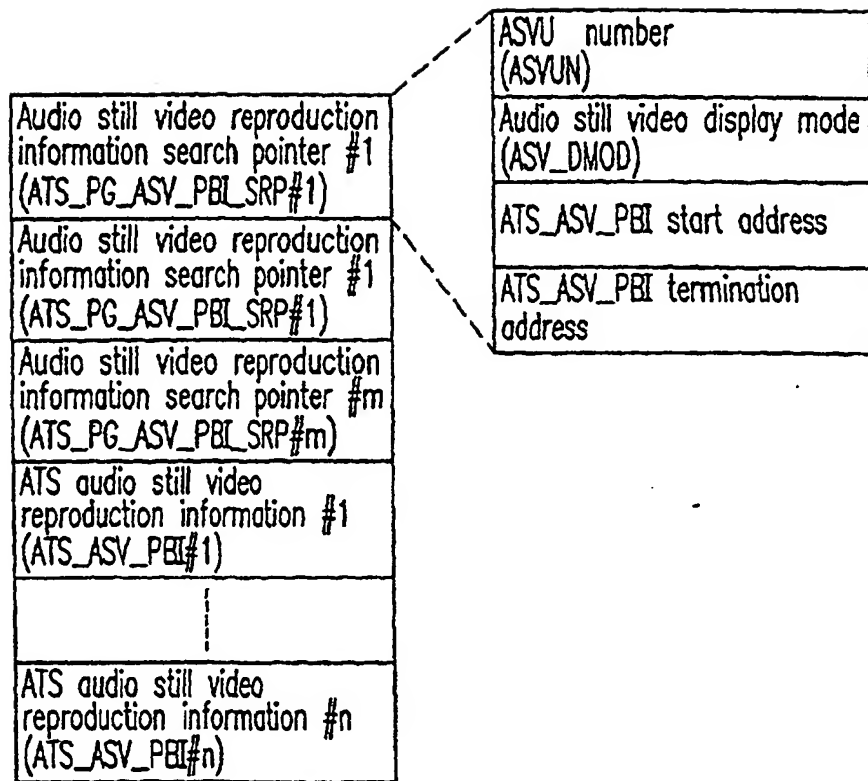 Audio still video reproduction
information search pointer #1
(ATS_PG_ASV_PBI_SRP#1)
Audio still video reproduction
information search pointer #1
(ATS_PG_ASV_PBI_SRP#1)
Audio still video reproduction
information search pointer #m
(ATS_PG_ASV_PBI_SRP#m)
ATS audio still video
reproduction information #1
(ATS_ASV_PBI#1)
ATS audio still video
reproduction information #n
(ATS_ASV_PBI#n)
ASVU number
(ASVUN)
Audio still video display mode
(ASV_DMOD)
ATS_ASV_PBI start address
ATS_ASV_PBI termination
address